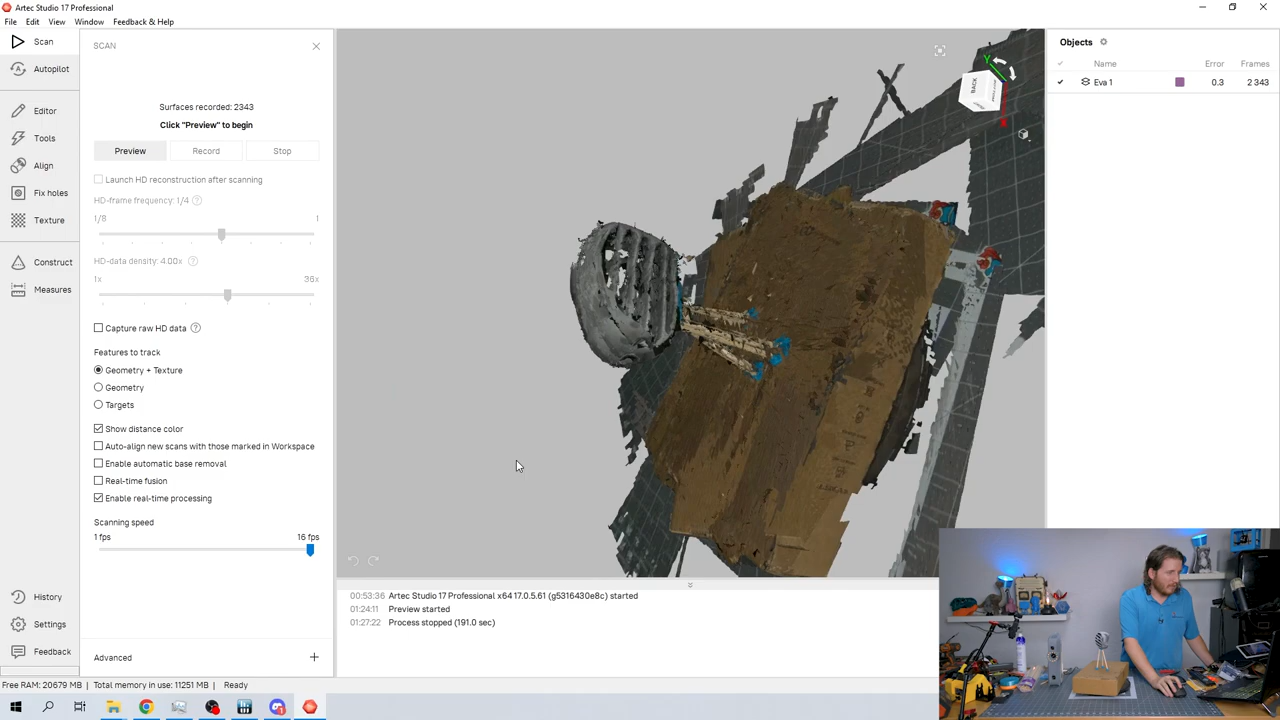 Artec Studio 17 Professional
File Edit View Window Feedback & Help
Scan
Autopilot
Editor
Tools
Align
Fix holes
Texture
Construct
Measures
History
Settings
Feedback
SCAN
Surfaces recorded: 2343
Click "Preview" to begin
Preview Record Stop
Launch HD reconstruction after scanning
HD-frame frequency: 1/4 ?
1/8 1
HD-data density: 4.00x ?
1x 36x
Capture raw HD data ?
Features to track
Geometry + Texture
Geometry
Targets
Show distance color
Auto-align new scans with those marked in Workspace
Enable automatic base removal
Real-time fusion
Enable real-time processing
Scanning speed
1 fps 16 fps
Advanced +
Y
BACK
Objects
Name Error Frames
Eva 1 0.3 2 343
00:53:36 Artec Studio 17 Professional x64 17.0.5.61 (g5316430e8c) started
01:24:11 Preview started
01:27:22 Process stopped (191.0 sec)
Free RAM: 20679 MB | Total memory in use: 11251 MB | Ready